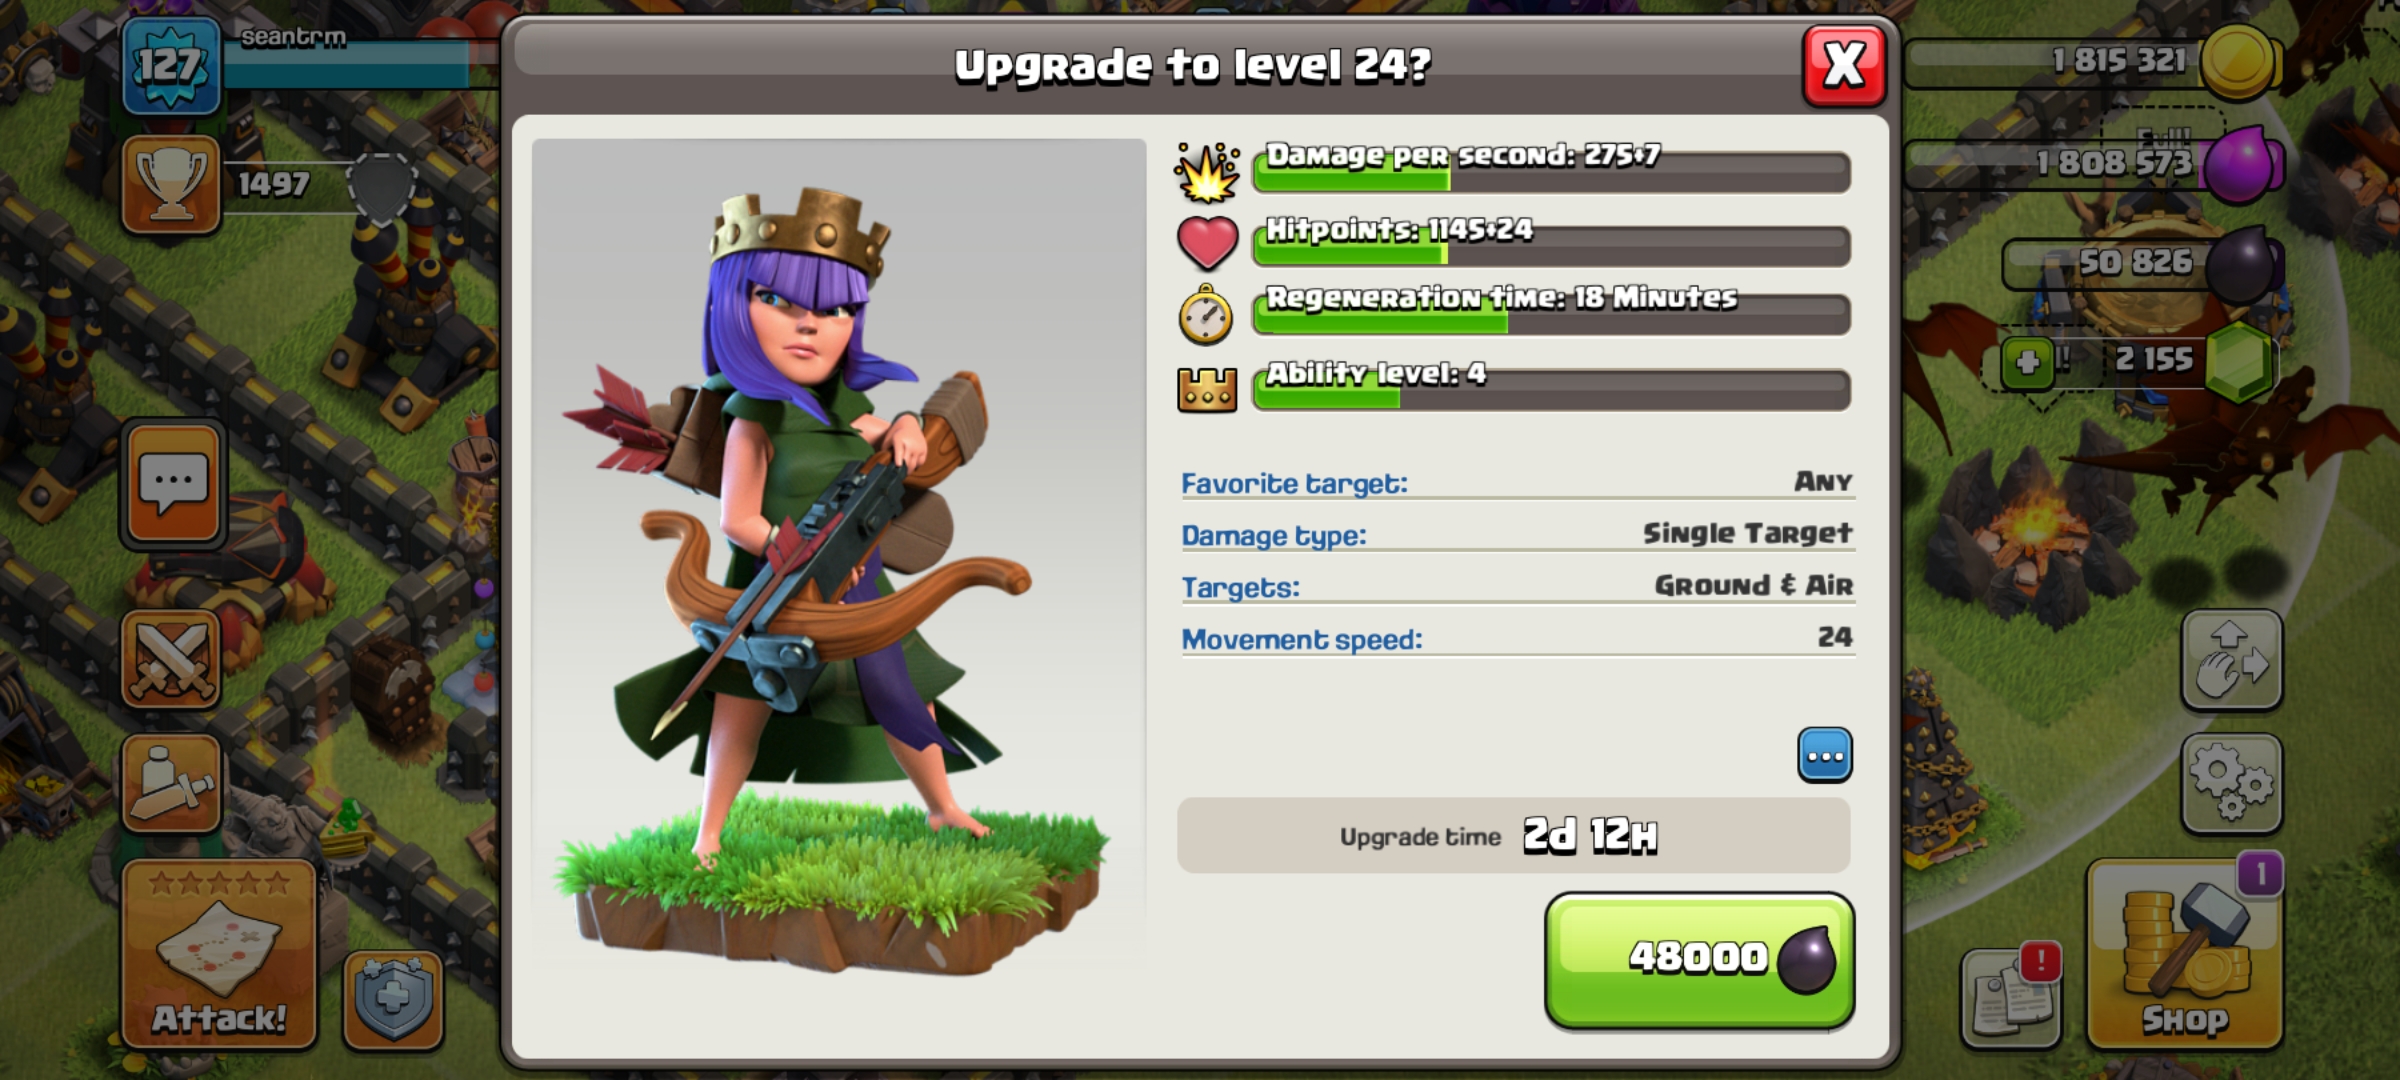 seantrm
127
1497
Attack!
Upgrade to level 24?
X
Damage per second: 275+7
Hitpoints: 1145+24
Regeneration time: 18 Minutes
Ability level: 4
Favorite target: Any
Damage type: Single Target
Targets: Ground & Air
Movement speed: 24
Upgrade time 2d 12H
48000
1 815 321
Full!
1 808 573
50 826
2 155
1
!
Shop